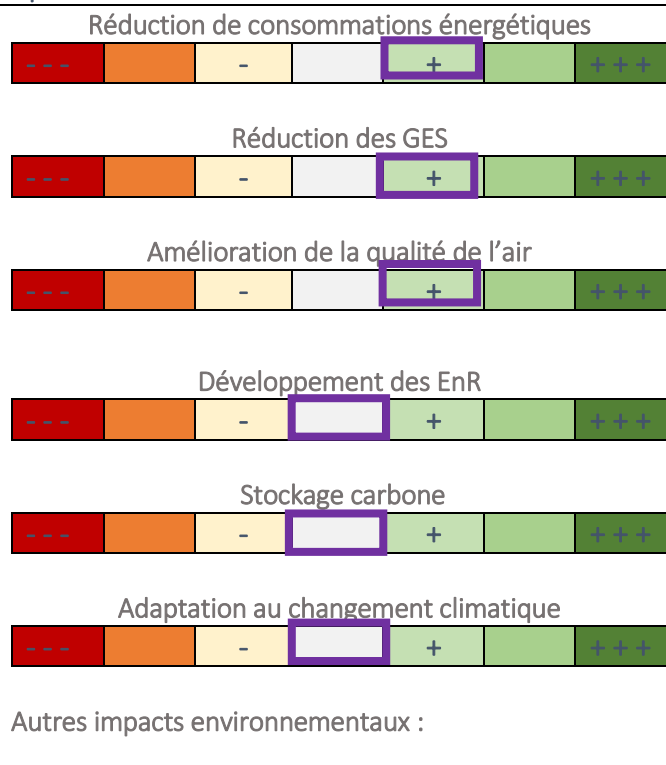 Réduction de consommations énergétiques
- - - - + + + +
Réduction des GES
- - - - + + + +
Amélioration de la qualité de l’air
- - - - + + + +
Développement des EnR
- - - - + + + +
Stockage carbone
- - - - + + + +
Adaptation au changement climatique
- - - - + + + +
Autres impacts environnementaux :